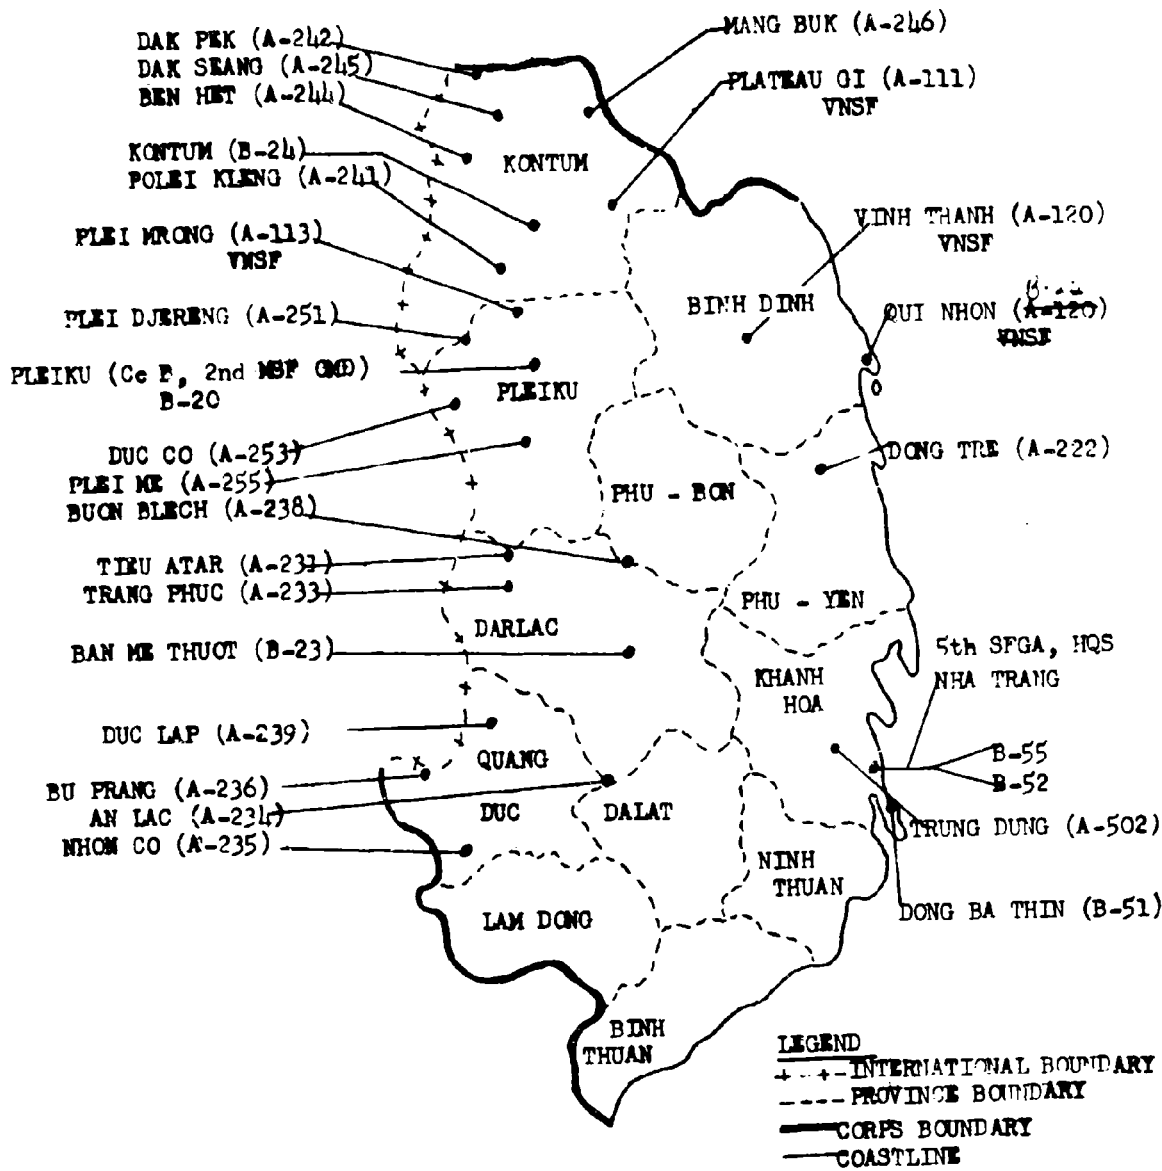 DAK PEK (A-242)
DAK SEANG (A-245)
BEN HET (A-244)
KONTUM (B-24)
POLEI KLENG (A-241)
PLEI MRONG (A-113)
VNSF
PLEI DJERENG (A-251)
PLEIKU (Co B, 2nd MSF CMD)
B-20
DUC CO (A-253)
PLEI ME (A-255)
BUON BLECH (A-238)
TIEU ATAR (A-231)
TRANG PHUC (A-233)
BAN ME THUOT (B-23)
DUC LAP (A-239)
BU PRANG (A-236)
AN LAC (A-234)
NHON CO (A-235)
MANG BUK (A-246)
PLATEAU GI (A-111)
VNSF
VINH THANH (A-120)
VNSF
QUI NHON (A-120)
VNSF
DONG TRE (A-222)
5th SFGA, HQS
NHA TRANG
B-55
B-52
TRUNG DUNG (A-502)
DONG BA THIN (B-51)
KONTUM
BINH DINH
PLEIKU
PHU - BON
PHU - YEN
DARLAC
KHANH
HOA
QUANG
DUC
DALAT
NINH
THUAN
LAM DONG
BINH
THUAN
LEGEND
INTERNATIONAL BOUNDARY
PROVINCE BOUNDARY
CORPS BOUNDARY
COASTLINE